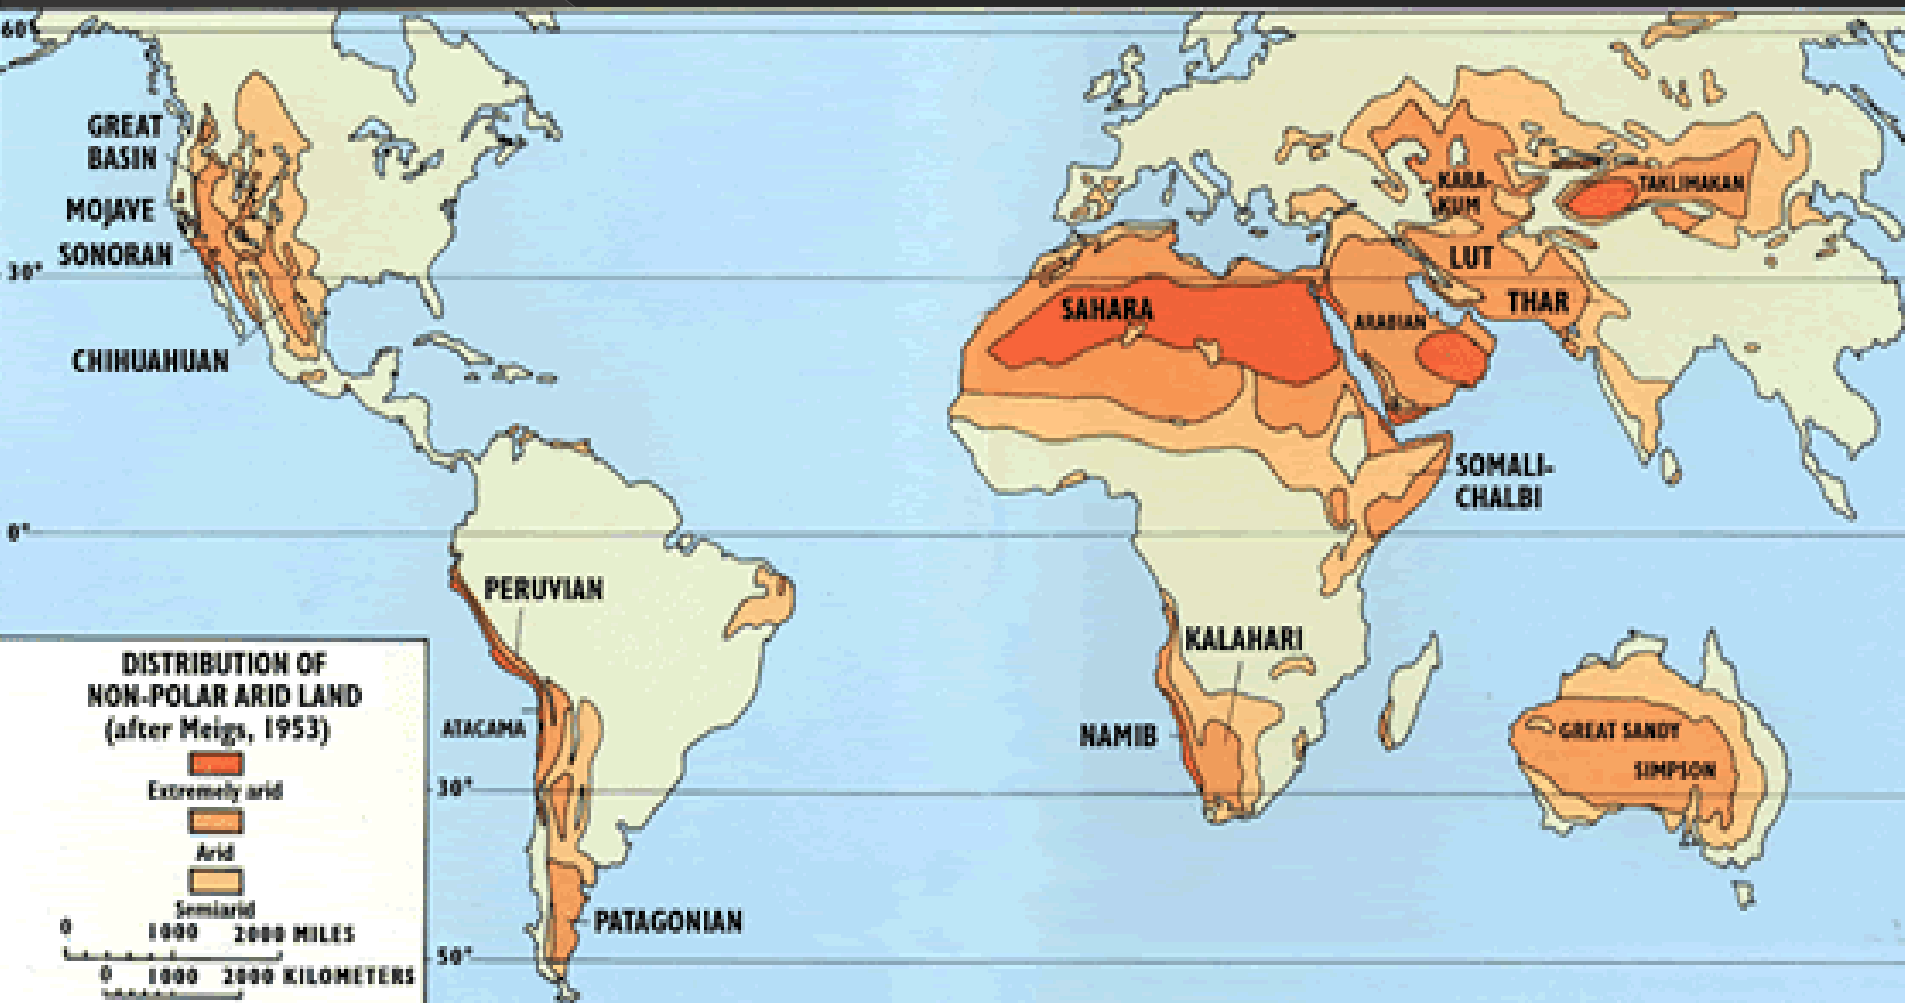 60°
GREAT
BASIN
MOJAVE
SONORAN
30°
CHIHUAHUAN
0°
PERUVIAN
ATACAMA
30°
PATAGONIAN
50°
KARA-
KUM
TAKLIMAKAN
LUT
THAR
SAHARA
ARABIAN
SOMALI-
CHALBI
KALAHARI
NAMIB
GREAT SANDY
SIMPSON
DISTRIBUTION OF
NON-POLAR ARID LAND
(after Meigs, 1953)
Extremely arid
Arid
Semiarid
0 1000 2000 MILES
0 1000 2000 KILOMETERS